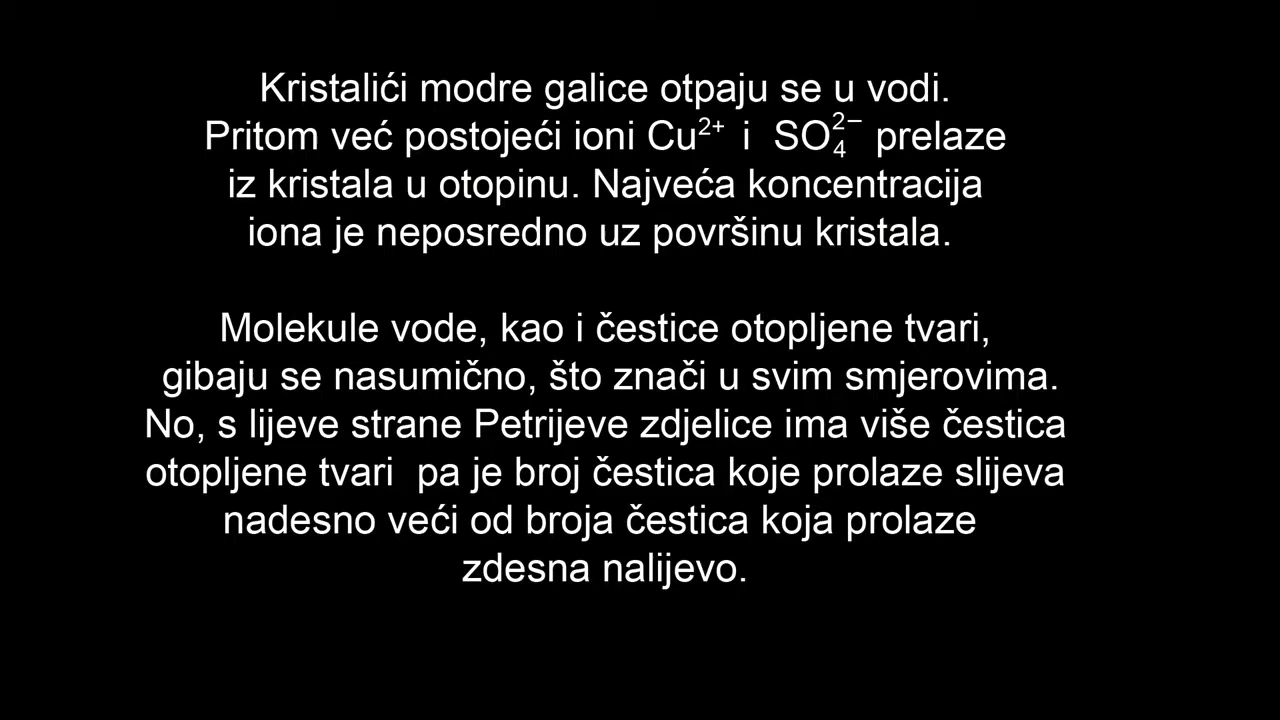 Kristalići modre galice otpaju se u vodi.
Pritom već postojeći ioni Cu²⁺ i SO₄²⁻ prelaze
iz kristala u otopinu. Najveća koncentracija
iona je neposredno uz površinu kristala.
Molekule vode, kao i čestice otopljene tvari,
gibaju se nasumično, što znači u svim smjerovima.
No, s lijeve strane Petrijeve zdjelice ima više čestica
otopljene tvari pa je broj čestica koje prolaze slijeva
nadesno veći od broja čestica koja prolaze
zdesna nalijevo.